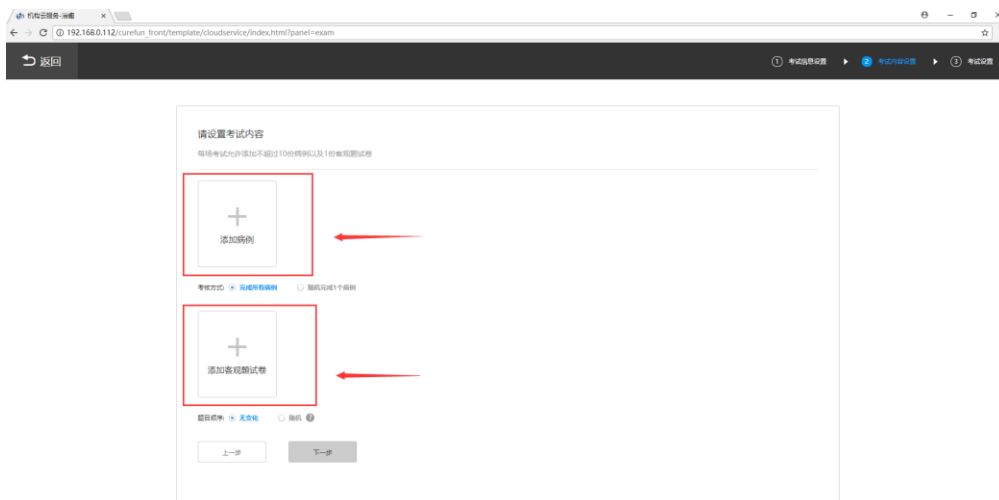 机构云服务-治趣
192.168.0.112/curefun_front/template/cloudservice/index.html?panel=exam
返回
1 考试信息设置 2 考试内容设置 3 考试设置
请设置考试内容
每场考试允许添加不超过10份病例以及1份客观题试卷
添加病例
考核方式: 完成所有病例 随机完成1个病例
添加客观题试卷
题目顺序: 无变化 随机 ?
上一步 下一步